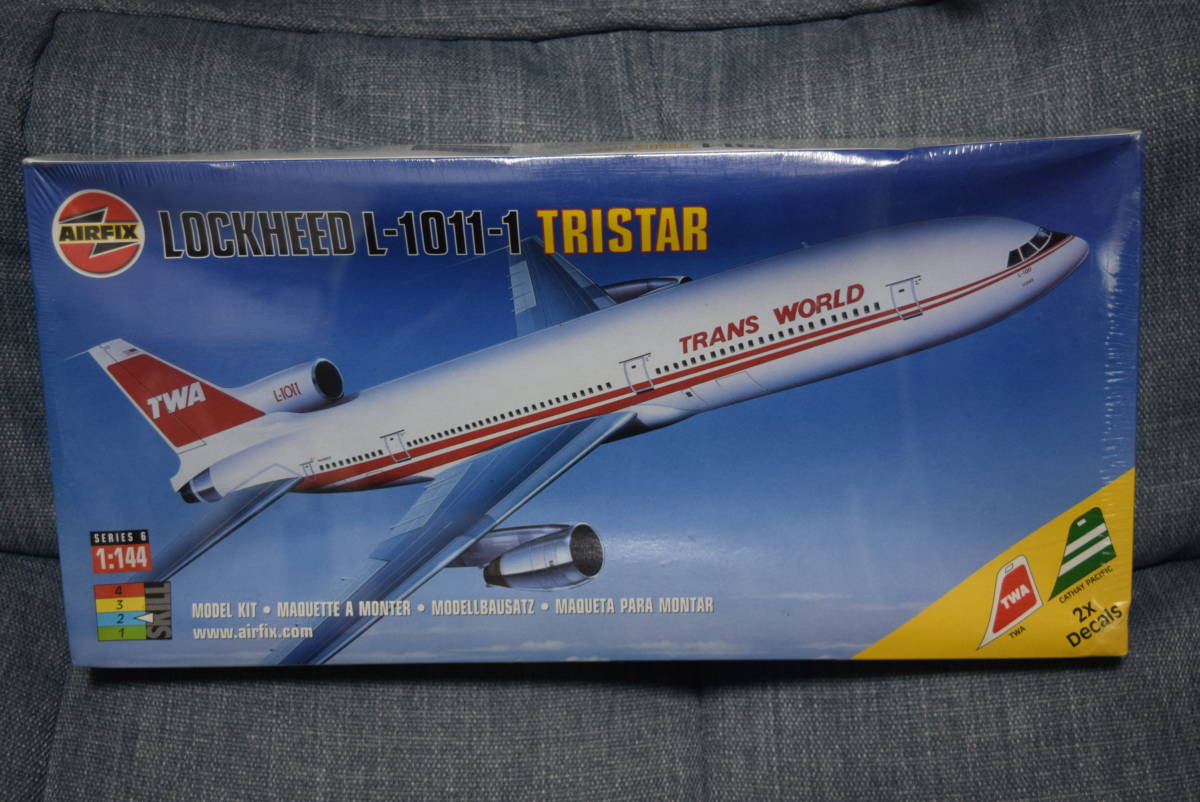 AIRFIX
LOCKHEED L-1011-1 TRISTAR
TRANS WORLD
L-1011
TWA
SERIES 6
1:144
4
3
2
1
SKILL
MODEL KIT • MAQUETTE A MONTER • MODELLBAUSATZ • MAQUETA PARA MONTAR
www.airfix.com
TWA
TWA
CATHAY PACIFIC
2x
Decals